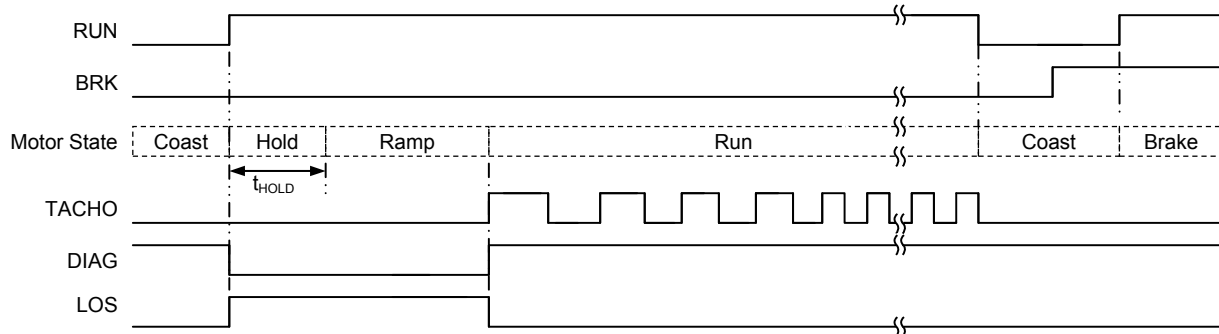 RUN
BRK
Motor State Coast Hold Ramp Run Coast Brake
tHOLD
TACHO
DIAG
LOS